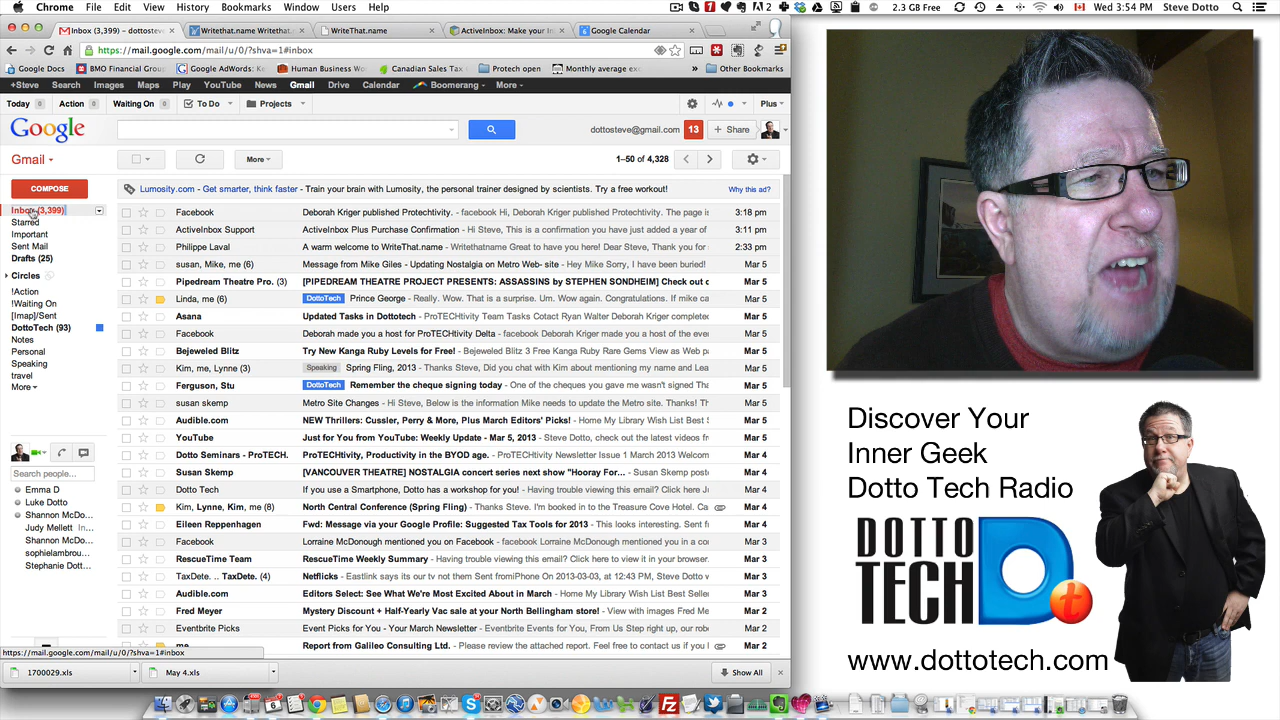 Chrome File Edit View History Bookmarks Window Users Help 2.3 GB Free Wed 3:54 PM Steve Dotto
Inbox (3,399) - dottosteve Writethat.name Writethat WriteThat.name ActiveInbox: Make your In Google Calendar
https://mail.google.com/mail/u/0/?shva=1#inbox
Google Docs BMO Financial Grou Google AdWords: Ke Human Business Wor Canadian Sales Tax Protech open Monthly average ex » Other Bookmarks
+Steve Search Images Maps Play YouTube News Gmail Drive Calendar Boomerang More
Today 0 Action 0 Waiting On 0 To Do Projects Plus
Google dottosteve@gmail.com 13 + Share
Gmail More 1–50 of 4,328
COMPOSE
Lumosity.com - Get smarter, think faster - Train your brain with Lumosity, the personal trainer designed by scientists. Try a free workout! Why this ad?
Inbox (3,399)
Starred
Important
Sent Mail
Drafts (25)
Circles
!Action
!Waiting On
[Imap]/Sent
DottoTech (93)
Notes
Personal
Speaking
travel
More
Search people...
Emma D
Luke Dotto
Shannon McDo...
Judy Mellett In...
Shannon McDo...
sophielambrou...
Stephanie Dott...
Facebook Deborah Kriger published Protechtivity. - facebook Hi, Deborah Kriger published Protechtivity. The page is 3:18 pm
ActiveInbox Support ActiveInbox Plus Purchase Confirmation - Hi Steve, This is a confirmation you have just added a year of 3:11 pm
Philippe Laval A warm welcome to WriteThat.name - Writethatname Great to have you here! Dear Steve, Thank you for 2:33 pm
susan, Mike, me (6) Message from Mike Giles - Updating Nostalgia on Metro Web- site - Hey Mike Sorry, I have been buried! Mar 5
Pipedream Theatre Pro. (3) [PIPEDREAM THEATRE PROJECT PRESENTS: ASSASSINS by STEPHEN SONDHEIM] Check out Mar 5
Linda, me (6) DottoTech Prince George - Really. Wow. That is a surprise. Um. Wow again. Congratulations. If mike ca Mar 5
Asana Updated Tasks in Dottotech - ProTECHtivity Team Tasks Cotact Ryan Walter Deborah Kriger complete Mar 5
Facebook Deborah made you a host for ProTECHtivity Delta - facebook Deborah Kriger made you a host of the even Mar 5
Bejeweled Blitz Try New Kanga Ruby Levels for Free! - Bejeweled Blitz 3 Free Kanga Ruby Rare Gems View as Web pa Mar 5
Kim, me, Lynne (3) Speaking Spring Fling, 2013 - Thanks Steve. Did you chat with Kim about mentioning my name and Lea Mar 5
Ferguson, Stu DottoTech Remember the cheque signing today - One of the cheques you gave me wasn't signed Tha Mar 5
susan skemp Metro Site Changes - Hi Steve, Below is the information Mike needs to update the Metro site. Thanks! T Mar 5
Audible.com NEW Thrillers: Cussler, Perry & More, Plus March Editors' Picks! - Home My Library Wish List Best S Mar 5
YouTube Just for You from YouTube: Weekly Update - Mar 5, 2013 - Steve Dotto, check out the latest videos fr Mar 5
Dotto Seminars - ProTECH. ProTECHtivity, Productivity in the BYOD age. - ProTECHtivity Newsletter Issue 1 March 2013 Welcom Mar 4
Susan Skemp [VANCOUVER THEATRE] NOSTALGIA concert series next show "Hooray For... - Susan Skemp poste Mar 4
Dotto Tech If you use a Smartphone, Dotto has a workshop for you! - Having trouble viewing this email? Click here Mar 4
Kim, Lynne, Kim, me (8) North Central Conference (Spring Fling) - Thanks Steve. I'm booked in to the Treasure Cove Hotel. Ca Mar 4
Eileen Reppenhagen Fwd: Message via your Google Profile: Suggested Tax Tools for 2013 - This looks interesting. Sent fr Mar 4
Facebook Lorraine McDonough mentioned you on Facebook - facebook Lorraine McDonough mentioned you in a co Mar 3
RescueTime Team RescueTime Weekly Summary - Having trouble viewing this email? Click here to view it in your browser. Mar 3
TaxDete. .. TaxDete. (4) Netflicks - Eastlink says its our tv not them Sent fromiPhone On 2013-03-03, at 12:43 PM, Steve Dotto w Mar 3
Audible.com Editors Select: See What We're Most Excited About in March - Home My Library Wish List Best Sellers Mar 3
Fred Meyer Mystery Discount + Half-Yearly Vac sale at your North Bellingham store! - View with images Fred Me Mar 2
Eventbrite Picks Event Picks for You - Your March Newsletter - Eventbrite Events for You, From Us Step right up, our rob Mar 2
me Report from Galileo Consulting Ltd. - Please review the attached report. Feel free to contact us if you Mar 2
https://mail.google.com/mail/u/0/?shva=1#inbox
1700029.xls May 4.xls Show All
Discover Your
Inner Geek
Dotto Tech Radio
DOTTO
TECH
D t
www.dottotech.com